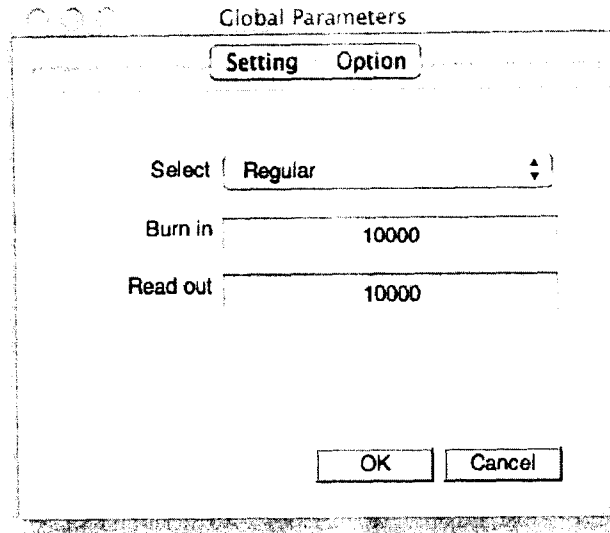 Global Parameters
Setting Option
Select Regular
Burn in 10000
Read out 10000
OK Cancel